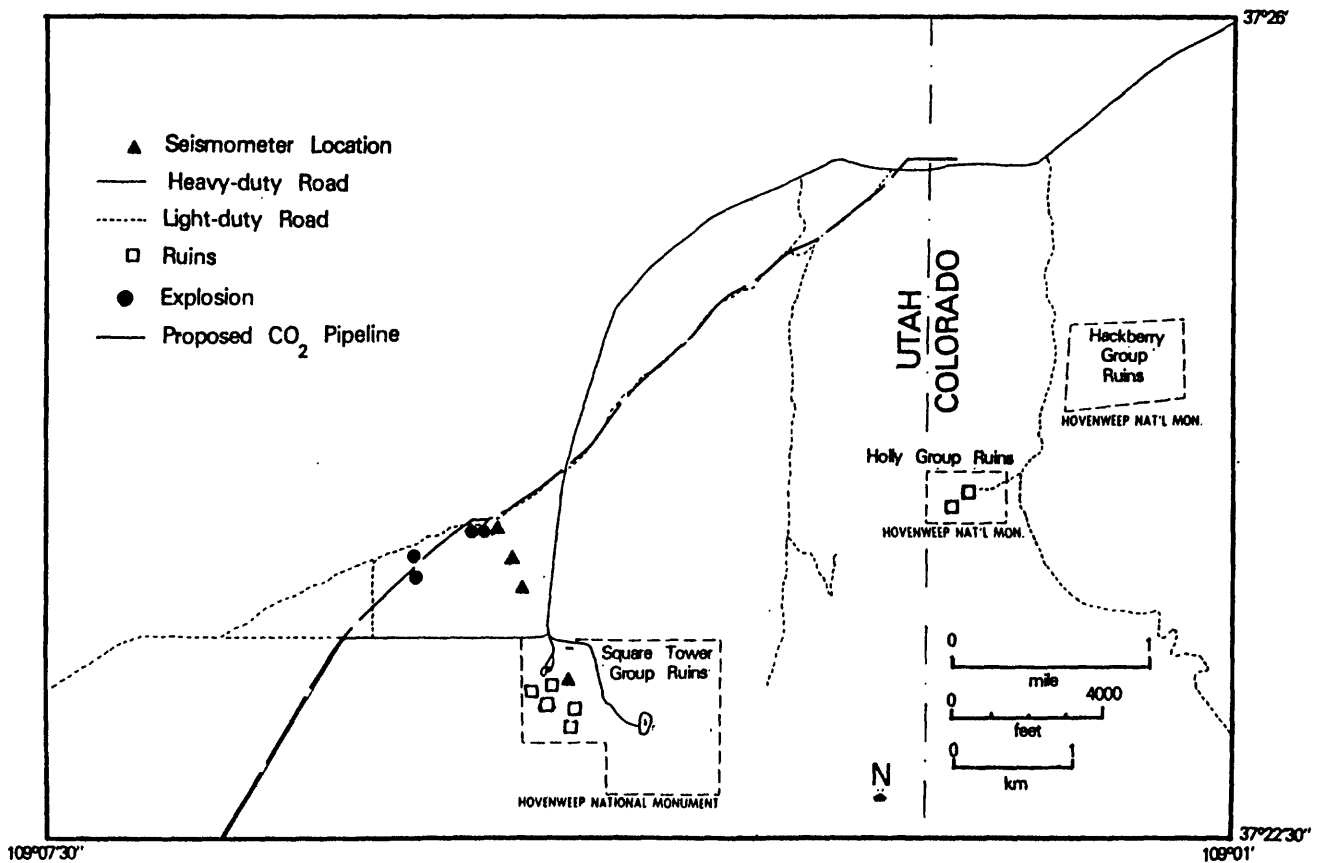 37°26'
Seismometer Location
Heavy-duty Road
Light-duty Road
Ruins
Explosion
Proposed CO2 Pipeline
UTAH
COLORADO
Hackberry
Group
Ruins
HOVENWEEP NAT'L MON.
Holly Group Ruins
HOVENWEEP NAT'L MON.
Square Tower
Group Ruins
HOVENWEEP NATIONAL MONUMENT
0 1
mile
0 4000
feet
0 1
km
N
109°07'30"
37°22'30"
109°01'